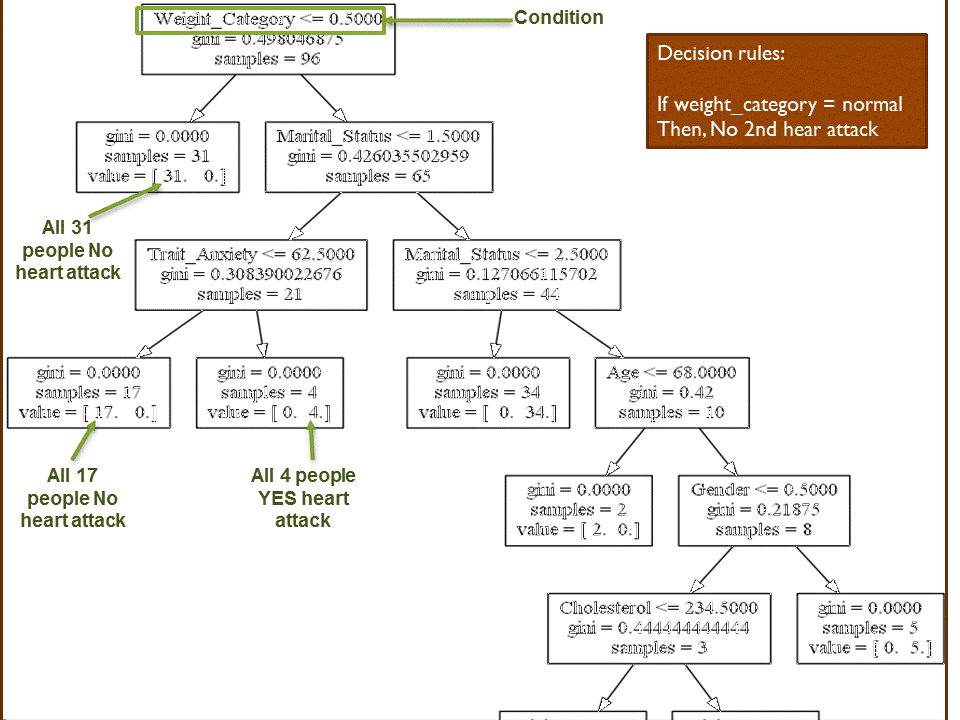 Weight_Category <= 0.5000
gini = 0.498046875
samples = 96
Condition
Decision rules:
If weight_category = normal
Then, No 2nd hear attack
gini = 0.0000
samples = 31
value = [ 31. 0.]
Marital_Status <= 1.5000
gini = 0.426035502959
samples = 65
All 31
people No
heart attack
Trait_Anxiety <= 62.5000
gini = 0.308390022676
samples = 21
Marital_Status <= 2.5000
gini = 0.127066115702
samples = 44
gini = 0.0000
samples = 17
value = [ 17. 0.]
gini = 0.0000
samples = 4
value = [ 0. 4.]
gini = 0.0000
samples = 34
value = [ 0. 34.]
Age <= 68.0000
gini = 0.42
samples = 10
All 17
people No
heart attack
All 4 people
YES heart
attack
gini = 0.0000
samples = 2
value = [ 2. 0.]
Gender <= 0.5000
gini = 0.21875
samples = 8
Cholesterol <= 234.5000
gini = 0.444444444444
samples = 3
gini = 0.0000
samples = 5
value = [ 0. 5.]